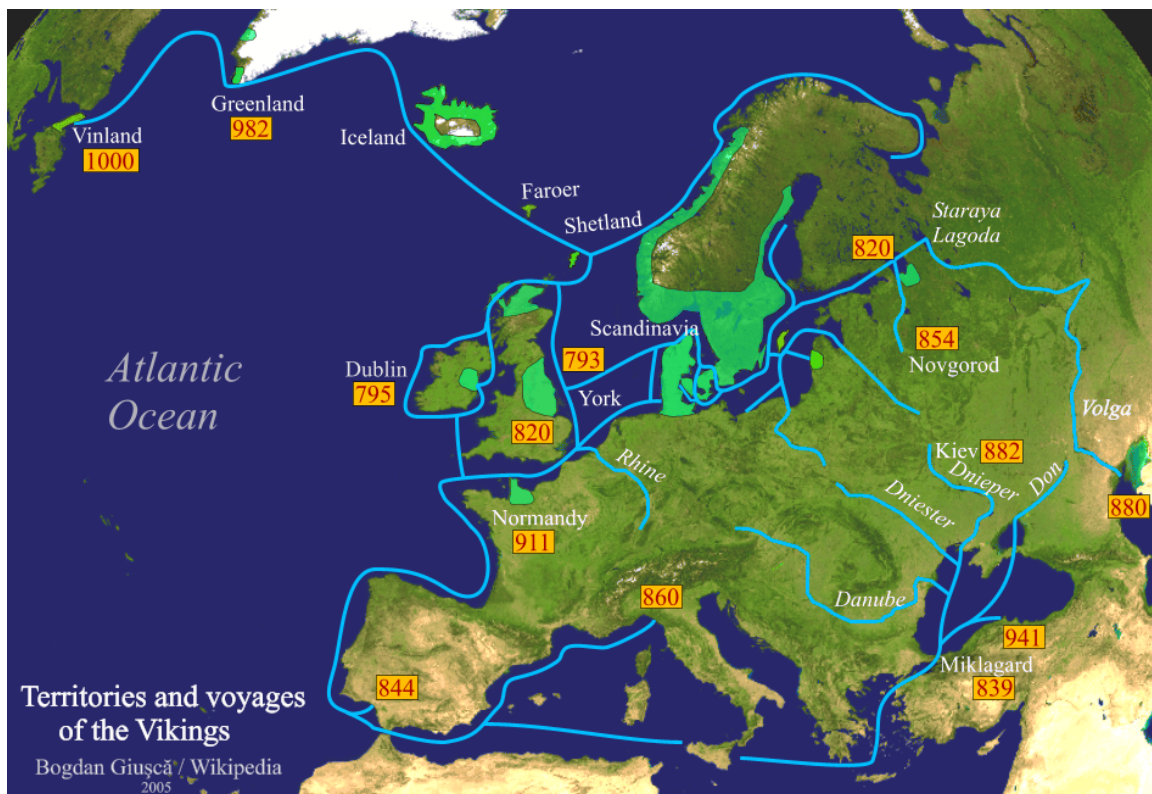 Greenland
982
Vinland
1000
Iceland
Faroer
Shetland
Staraya
Lagoda
820
Scandinavia
793
854
Novgorod
Dublin
795
York
820
Atlantic
Ocean
Volga
Kiev 882
Rhine
Dnieper
Don
Dniester
880
Normandy
911
860
Danube
941
Miklagard
839
844
Territories and voyages
of the Vikings
Bogdan Giuşcă / Wikipedia
2005